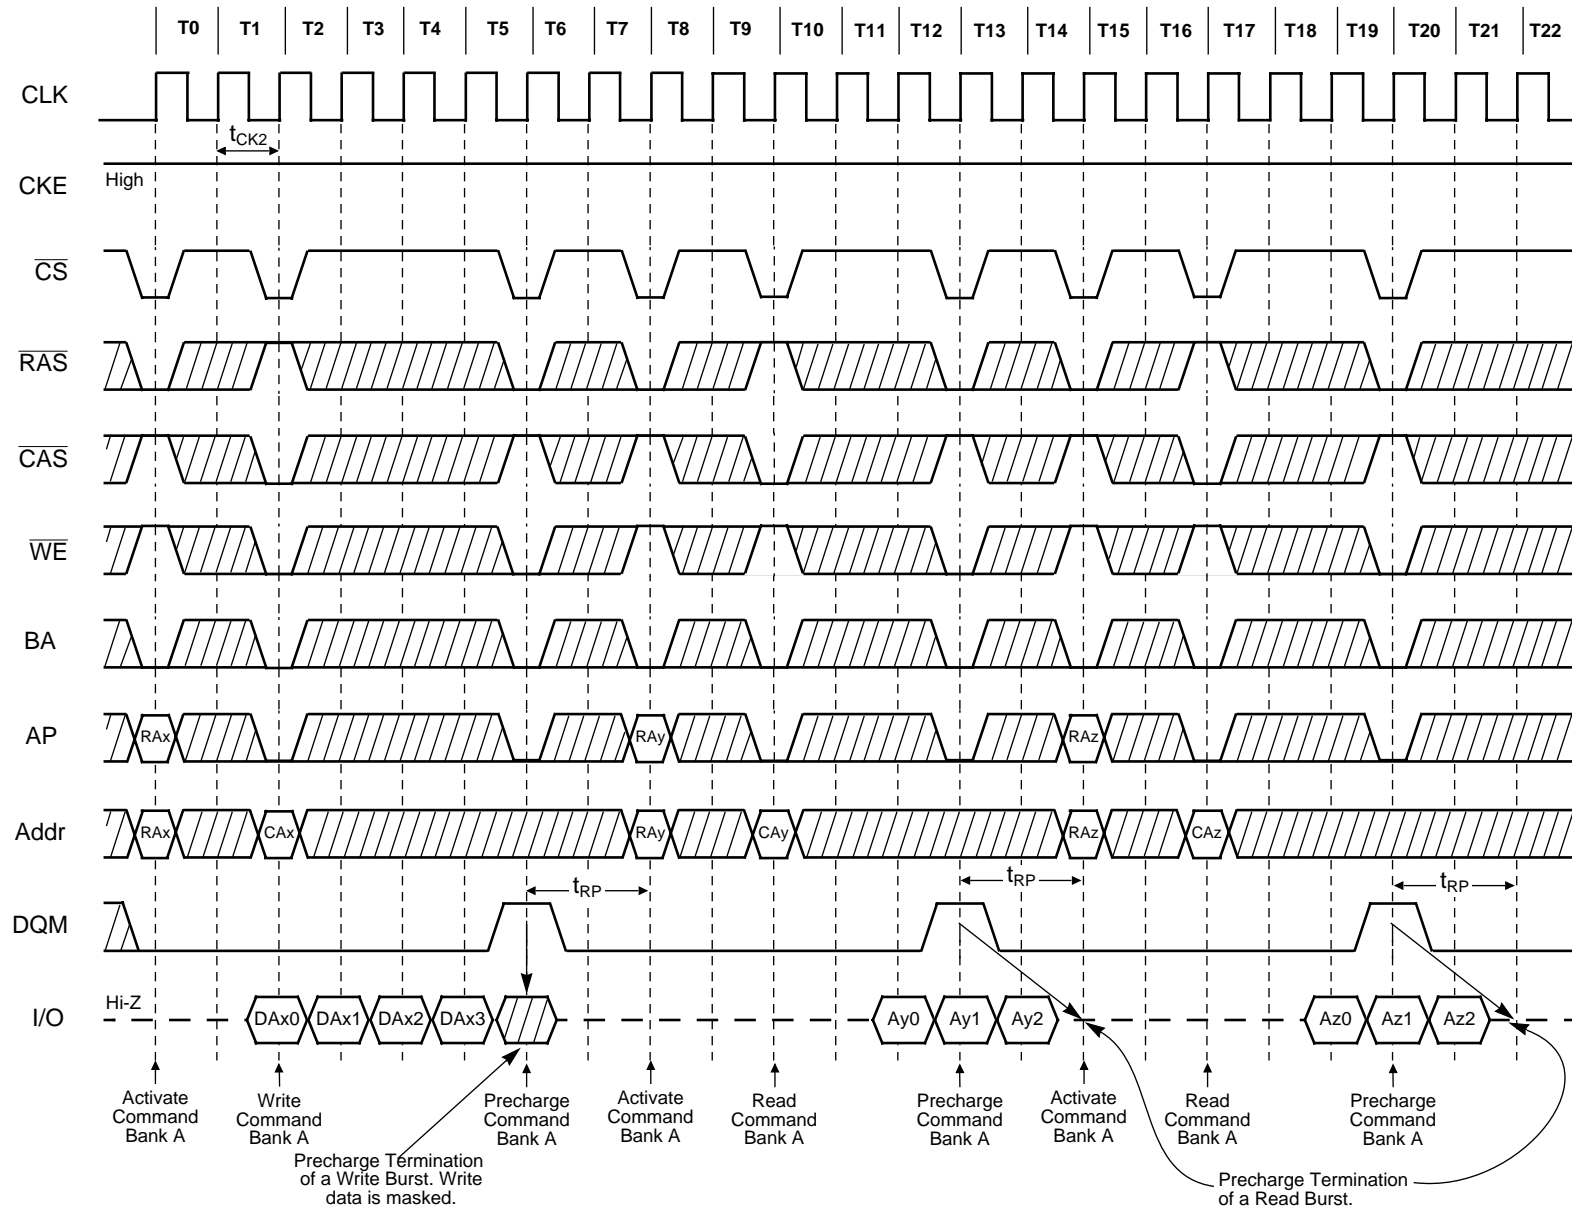 T0 T1 T2 T3 T4 T5 T6 T7 T8 T9 T10 T11 T12 T13 T14 T15 T16 T17 T18 T19 T20 T21 T22
CLK
tCK2
CKE
High
CS
RAS
CAS
WE
BA
AP
RAx RAy RAz
Addr
RAx CAx RAy CAy RAz CAz
tRP tRP tRP
DQM
I/O
Hi-Z
DAx0 DAx1 DAx2 DAx3 Ay0 Ay1 Ay2 Az0 Az1 Az2
Activate
Command
Bank A
Write
Command
Bank A
Precharge
Command
Bank A
Activate
Command
Bank A
Read
Command
Bank A
Precharge
Command
Bank A
Activate
Command
Bank A
Read
Command
Bank A
Precharge
Command
Bank A
Precharge Termination
of a Write Burst. Write
data is masked.
Precharge Termination
of a Read Burst.